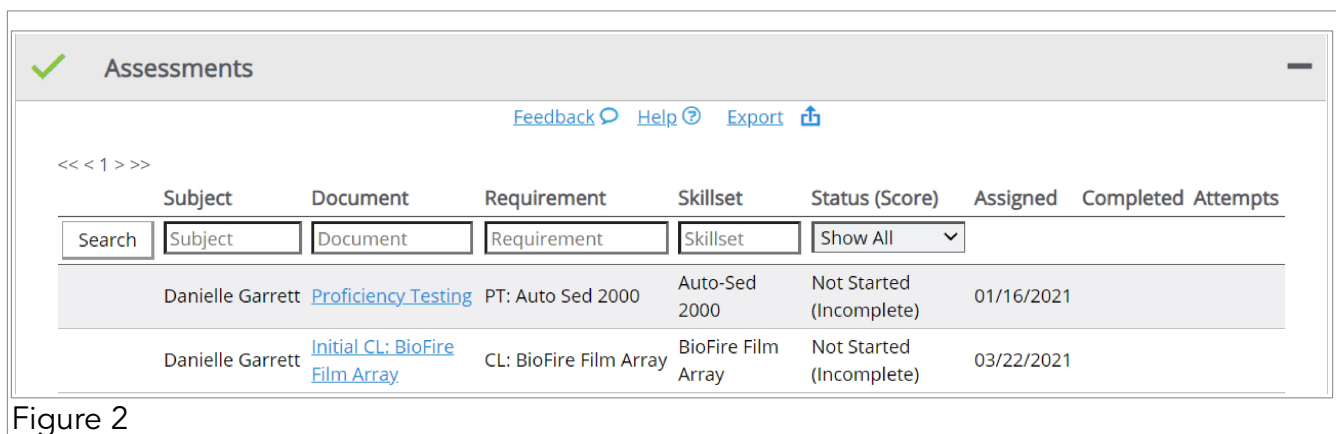 Assessments
Feedback Help Export
<< < 1 > >>
Subject Document Requirement Skillset Status (Score) Assigned Completed Attempts
Search Subject Document Requirement Skillset Show All
Danielle Garrett Proficiency Testing PT: Auto Sed 2000 Auto-Sed 2000 Not Started (Incomplete) 01/16/2021
Danielle Garrett Initial CL: BioFire Film Array CL: BioFire Film Array BioFire Film Array Not Started (Incomplete) 03/22/2021
Figure 2